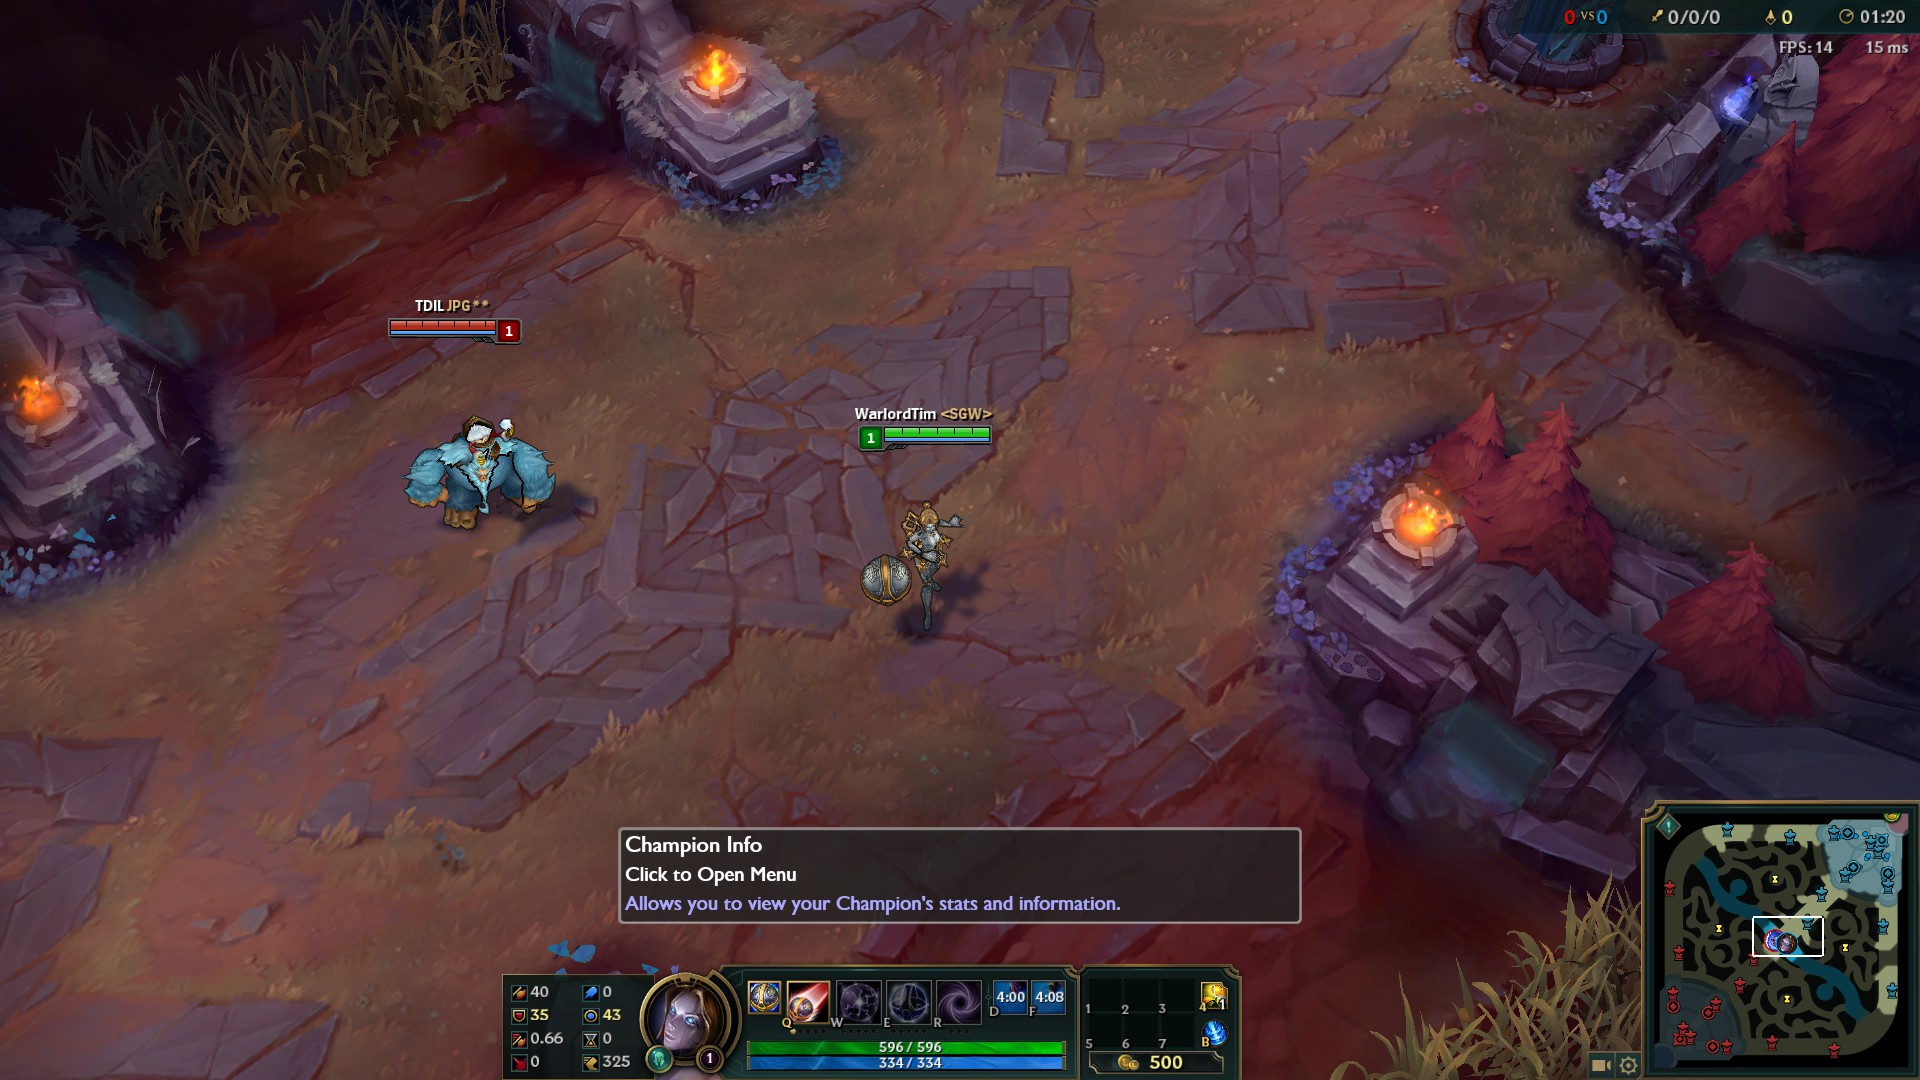 0 VS 0 0/0/0 0 01:20
FPS: 14 15 ms
TDILJPG**
1
WarlordTim <SGW>
1
Champion Info
Click to Open Menu
Allows you to view your Champion's stats and information.
40 0
35 43
0.66 0
0 325
1
Q W E R
4:00 4:08
D F
596 / 596
334 / 334
1 2 3 4 1
5 6 7 B
500